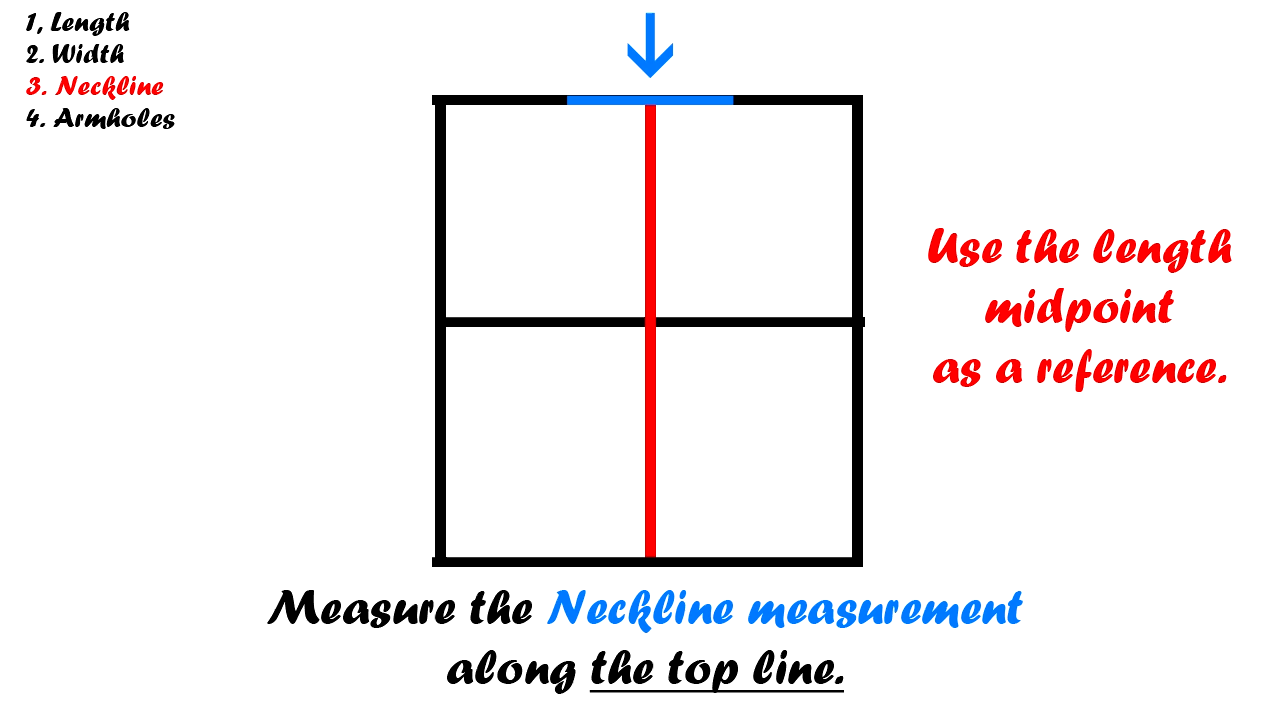 1, Length
2. Width
3. Neckline
4. Armholes
Use the length
midpoint
as a reference.
Measure the Neckline measurement
along the top line.